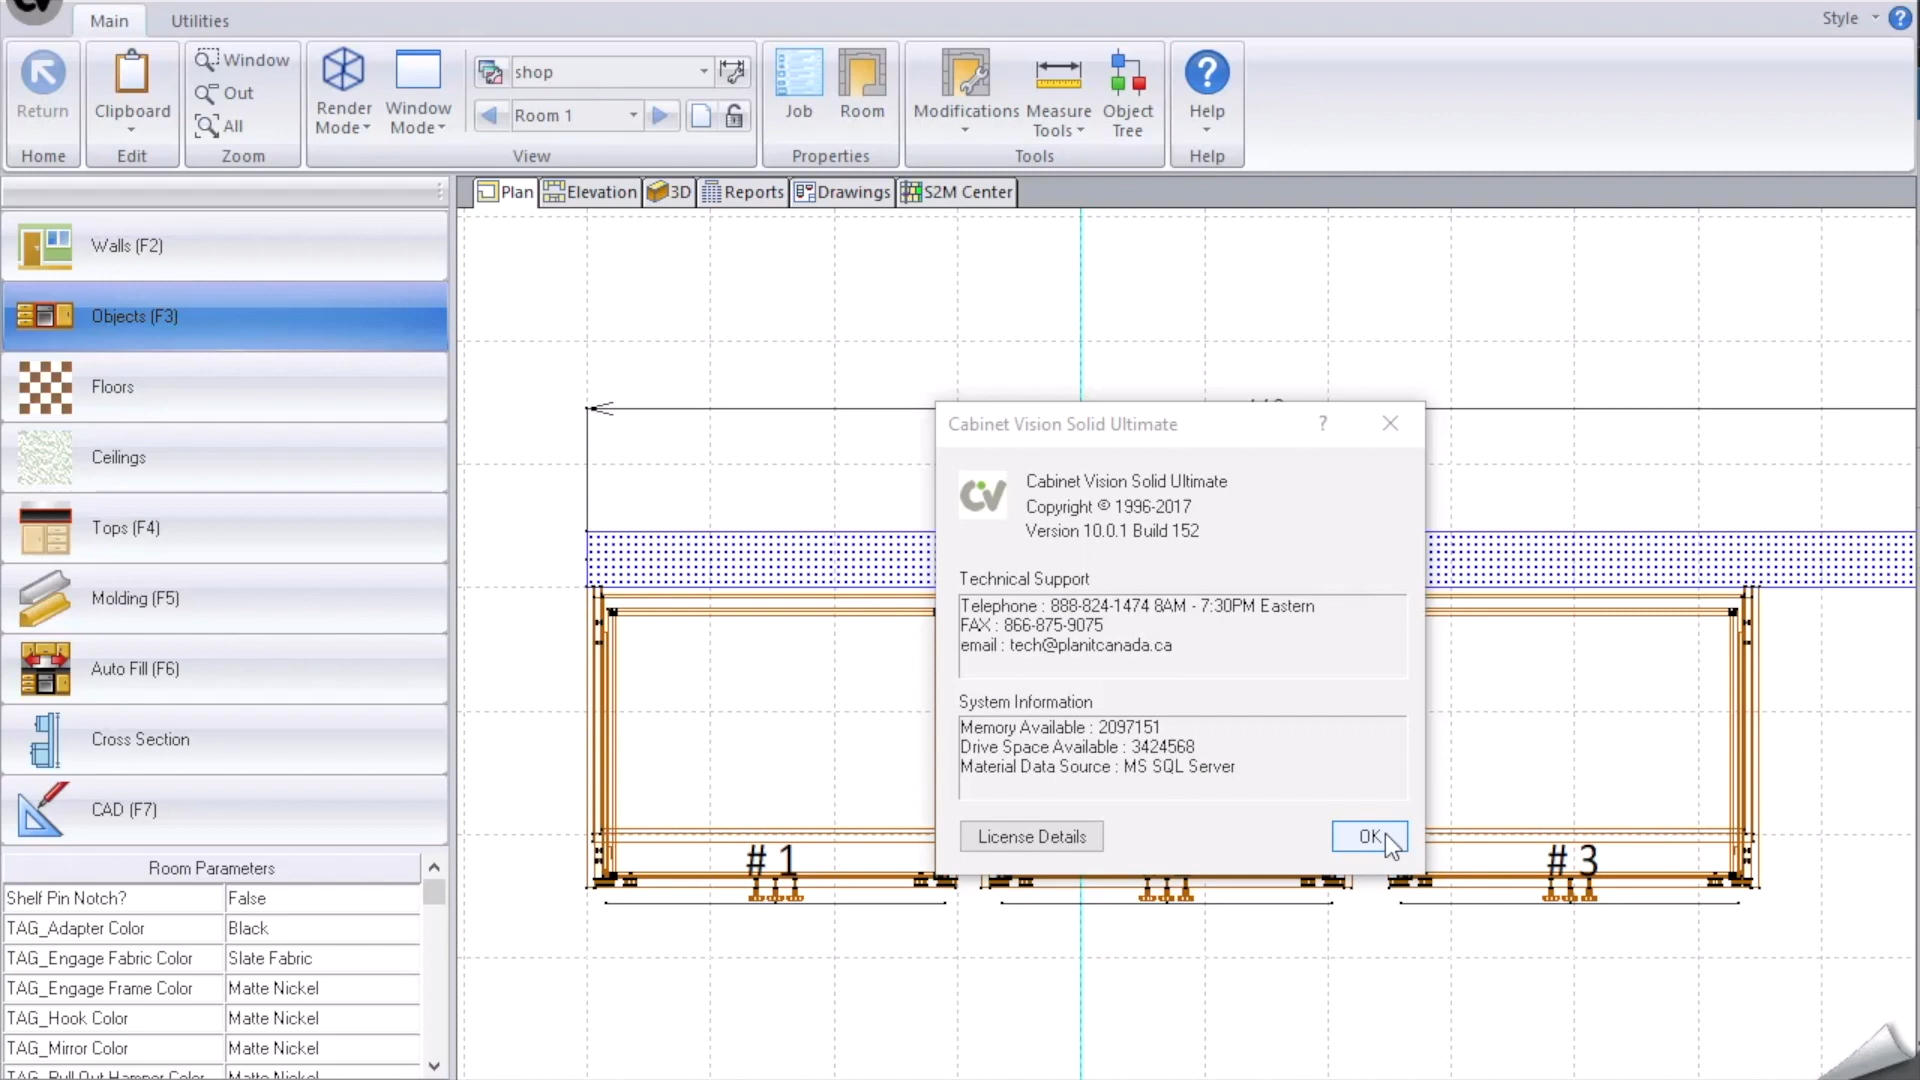 Main
Utilities
Style
Return
Home
Clipboard
Edit
Window
Out
All
Zoom
Render
Mode
Window
Mode
shop
Room 1
View
Job
Room
Properties
Modifications
Measure
Tools
Object
Tree
Tools
Help
Help
Plan
Elevation
3D
Reports
Drawings
S2M Center
Walls (F2)
Objects (F3)
Floors
Ceilings
Tops (F4)
Molding (F5)
Auto Fill (F6)
Cross Section
CAD (F7)
Room Parameters
Shelf Pin Notch? False
TAG_Adapter Color Black
TAG_Engage Fabric Color Slate Fabric
TAG_Engage Frame Color Matte Nickel
TAG_Hook Color Matte Nickel
TAG_Mirror Color Matte Nickel
TAG_Pull Out Hamper Color Matte Nickel
Cabinet Vision Solid Ultimate
Cabinet Vision Solid Ultimate
Copyright © 1996-2017
Version 10.0.1 Build 152
Technical Support
Telephone : 888-824-1474 8AM - 7:30PM Eastern
FAX : 866-875-9075
email : tech@planitcanada.ca
System Information
Memory Available : 2097151
Drive Space Available : 3424568
Material Data Source : MS SQL Server
License Details
OK
# 1
# 3